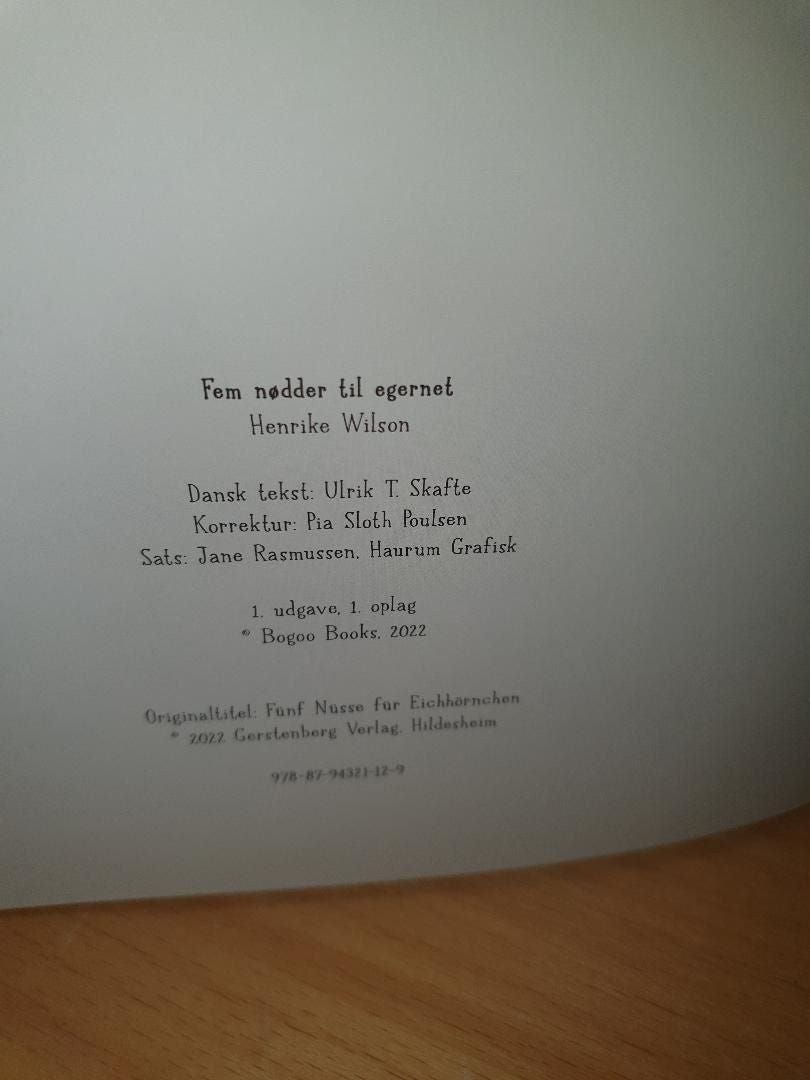 Fem nødder til egernet
Henrike Wilson
Dansk tekst: Ulrik T. Skafte
Korrektur: Pia Sloth Poulsen
Sats: Jane Rasmussen, Haurum Grafisk
1. udgave, 1. oplag
© Bogoo Books, 2022
Originaltitel: Fünf Nüsse für Eichhörnchen
© 2022 Gerstenberg Verlag, Hildesheim
978-87-94321-12-9